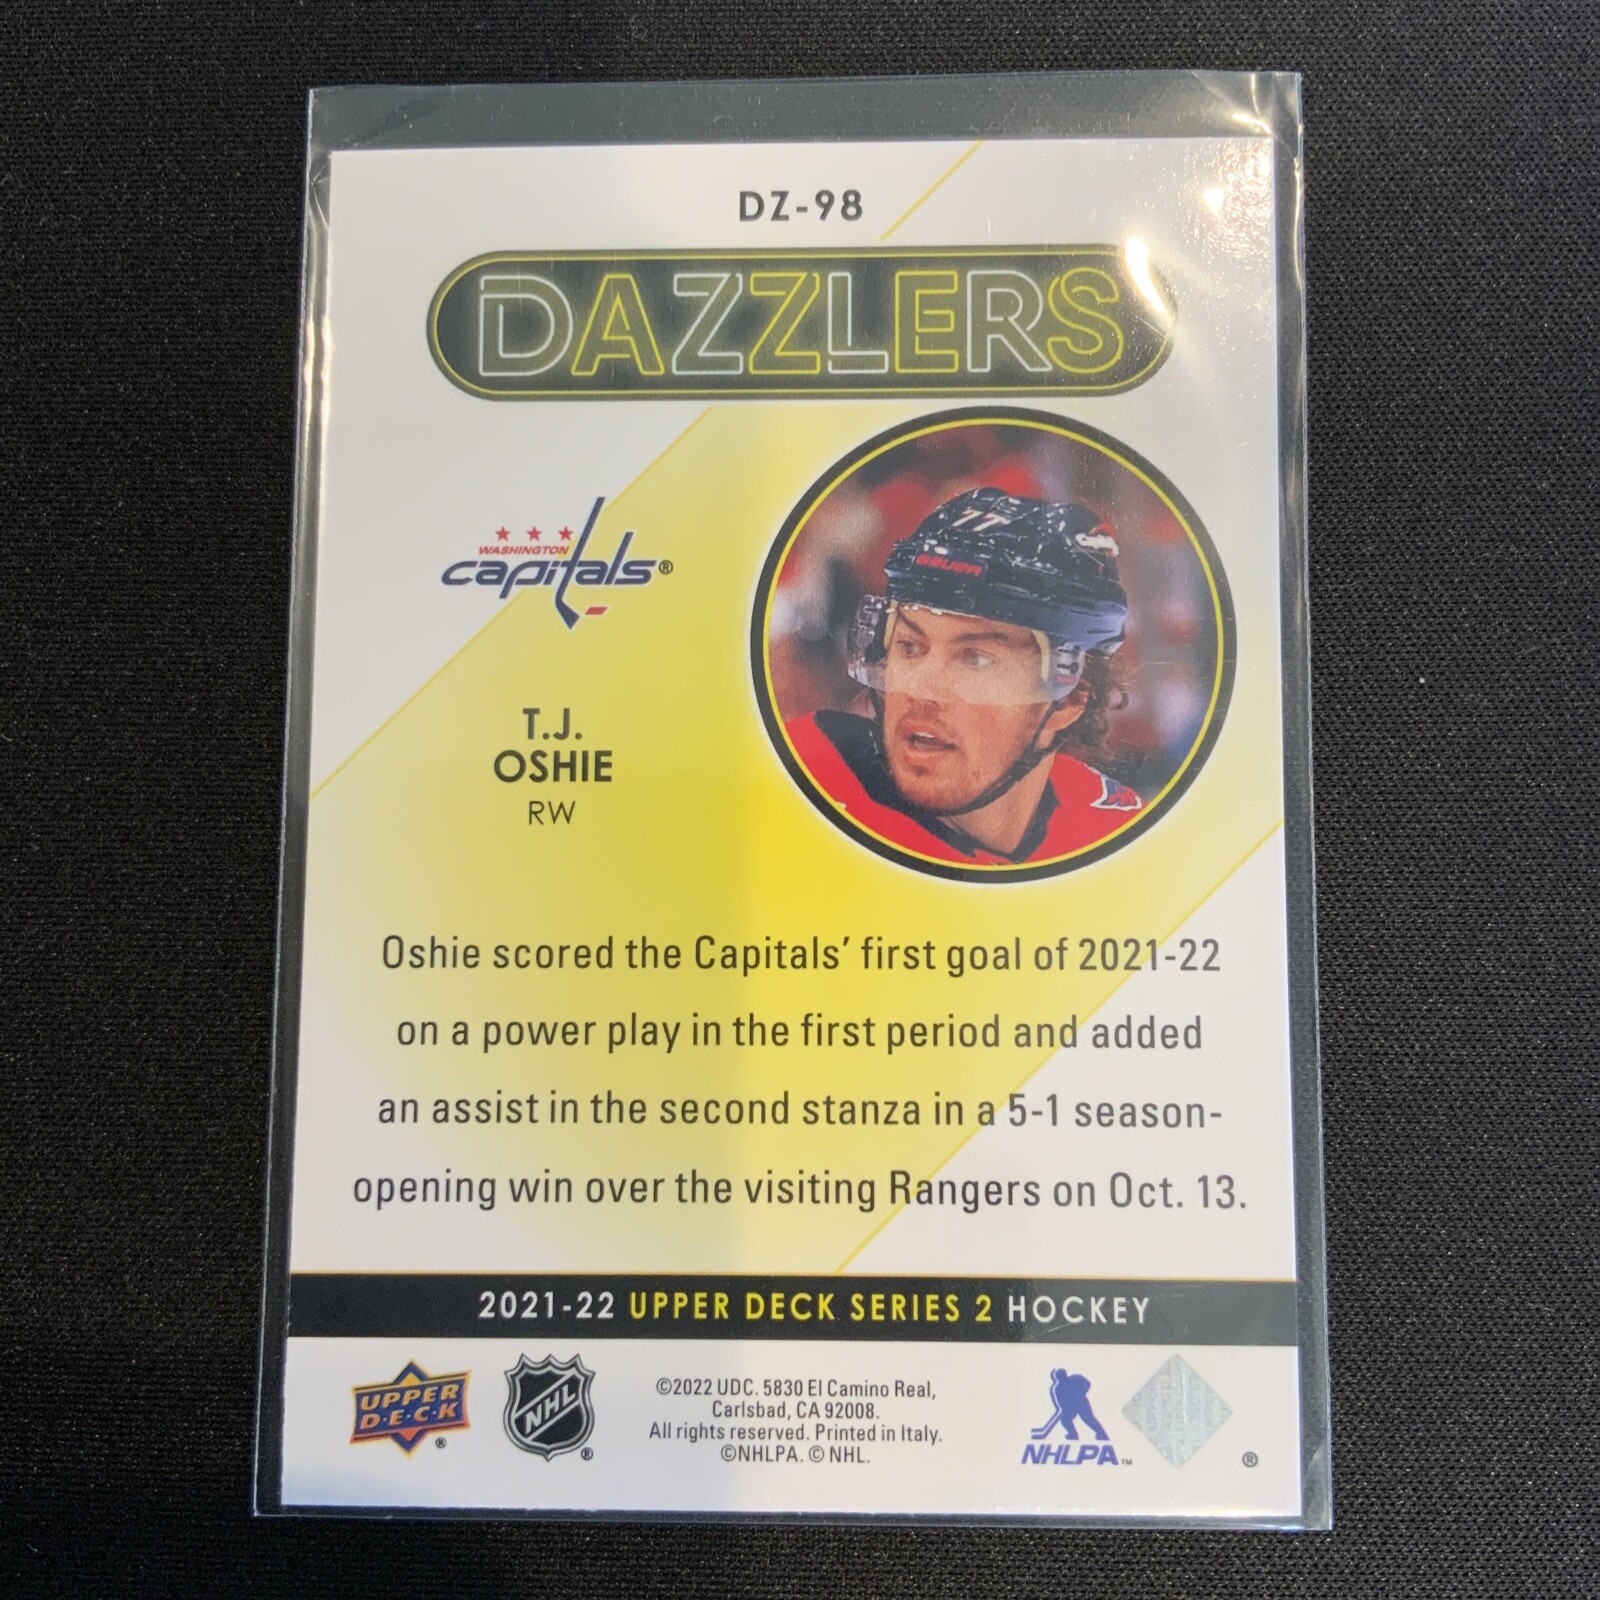 DZ-98
DAZZLERS
77
BAUER
WASHINGTON
capitals®
T.J.
OSHIE
RW
Oshie scored the Capitals' first goal of 2021-22
on a power play in the first period and added
an assist in the second stanza in a 5-1 season-
opening win over the visiting Rangers on Oct. 13.
2021-22 UPPER DECK SERIES 2 HOCKEY
UPPER
D·E·C·K
®
NHL
®
©2022 UDC. 5830 El Camino Real,
Carlsbad, CA 92008.
All rights reserved. Printed in Italy.
©NHLPA. © NHL.
NHLPA™
®